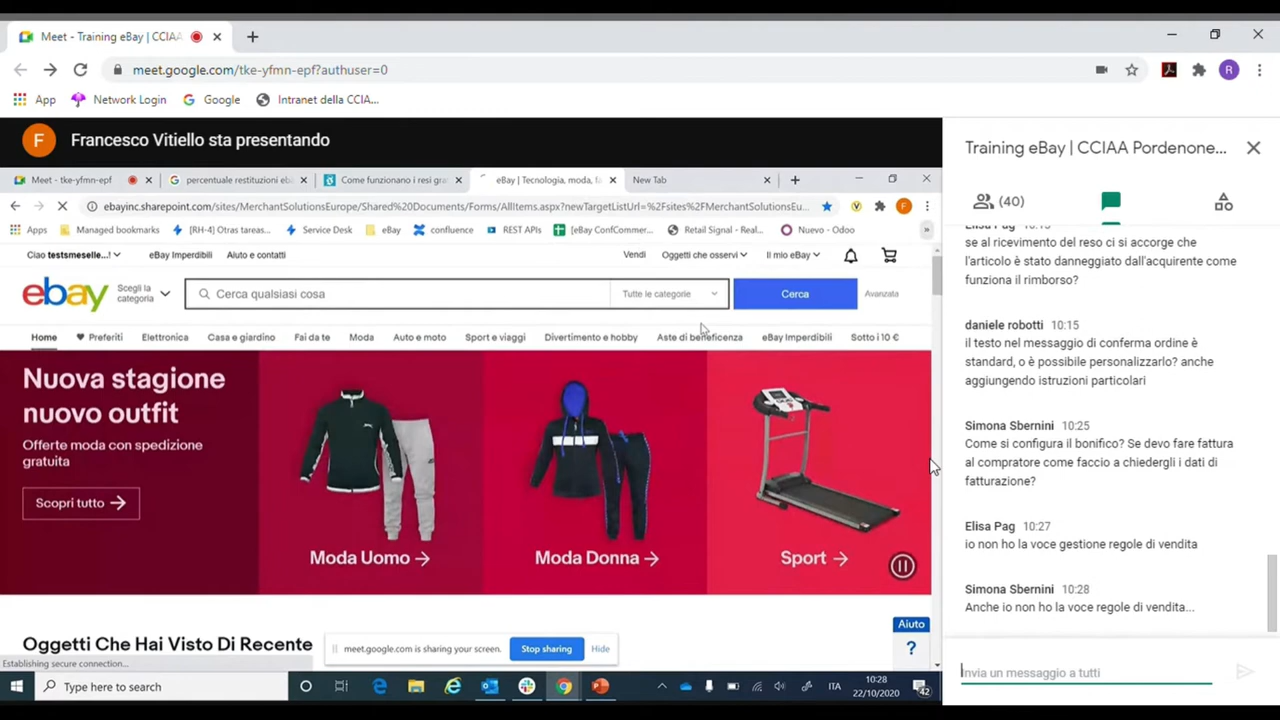 Meet - Training eBay | CCIAA
meet.google.com/tke-yfmn-epf?authuser=0
R
App
Network Login
Google
Intranet della CCIA...
F
Francesco Vitiello sta presentando
Meet - tke-yfmn-epf
percentuale restituzioni eb
Come funzionano i resi gra
eBay | Tecnologia, moda, fa
New Tab
ebayinc.sharepoint.com/sites/MerchantSolutionsEurope/Shared%20Documents/Forms/AllItems.aspx?newTargetListUrl=%2Fsites%2FMerchantSolutionsEu...
F
Apps
Managed bookmarks
[RH-4] Otras tareas...
Service Desk
eBay
confluence
REST APIs
[eBay ConfCommer...
Retail Signal - Real...
Nuevo - Odoo
»
Ciao testsmeselle...!
eBay Imperdibili
Aiuto e contatti
Vendi
Oggetti che osservi
Il mio eBay
ebay
Scegli la
categoria
Cerca qualsiasi cosa
Tutte le categorie
Cerca
Avanzata
Home
Preferiti
Elettronica
Casa e giardino
Fai da te
Moda
Auto e moto
Sport e viaggi
Divertimento e hobby
Aste di beneficenza
eBay Imperdibili
Sotto i 10 €
Nuova stagione
nuovo outfit
Offerte moda con spedizione
gratuita
Scopri tutto →
Moda Uomo →
Moda Donna →
Sport →
Oggetti Che Hai Visto Di Recente
Aiuto
?
meet.google.com is sharing your screen.
Stop sharing
Hide
Establishing secure connection...
Type here to search
ITA
10:28
22/10/2020
42
Training eBay | CCIAA Pordenone...
(40)
Elisa Pag 10:15
se al ricevimento del reso ci si accorge che
l'articolo è stato danneggiato dall'acquirente come
funziona il rimborso?
daniele robotti 10:15
il testo nel messaggio di conferma ordine è
standard, o è possibile personalizzarlo? anche
aggiungendo istruzioni particolari
Simona Sbernini 10:25
Come si configura il bonifico? Se devo fare fattura
al compratore come faccio a chiedergli i dati di
fatturazione?
Elisa Pag 10:27
io non ho la voce gestione regole di vendita
Simona Sbernini 10:28
Anche io non ho la voce regole di vendita...
Invia un messaggio a tutti